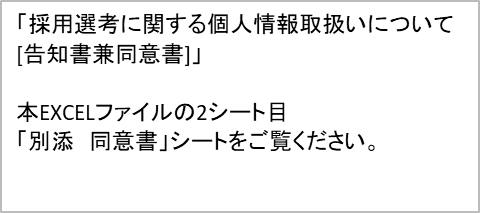 「採用選考に関する個人情報取扱いについて
[告知書兼同意書]」
本EXCELファイルの2シート目
「別添　同意書」シートをご覧ください。